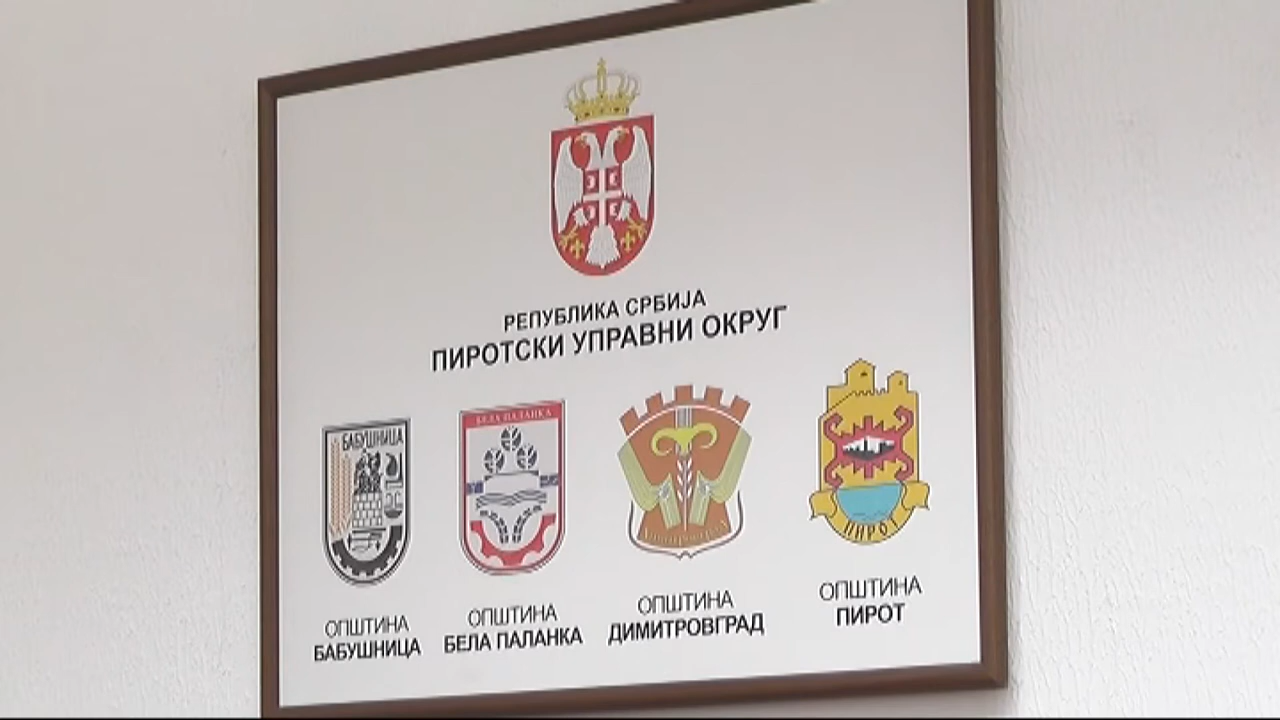 РЕПУБЛИКА СРБИЈА
ПИРОТСКИ УПРАВНИ ОКРУГ
БАБУШНИЦА
БЕЛА ПАЛАНКА
ПИРОТ
ОПШТИНА
БАБУШНИЦА
ОПШТИНА
БЕЛА ПАЛАНКА
ОПШТИНА
ДИМИТРОВГРАД
ОПШТИНА
ПИРОТ